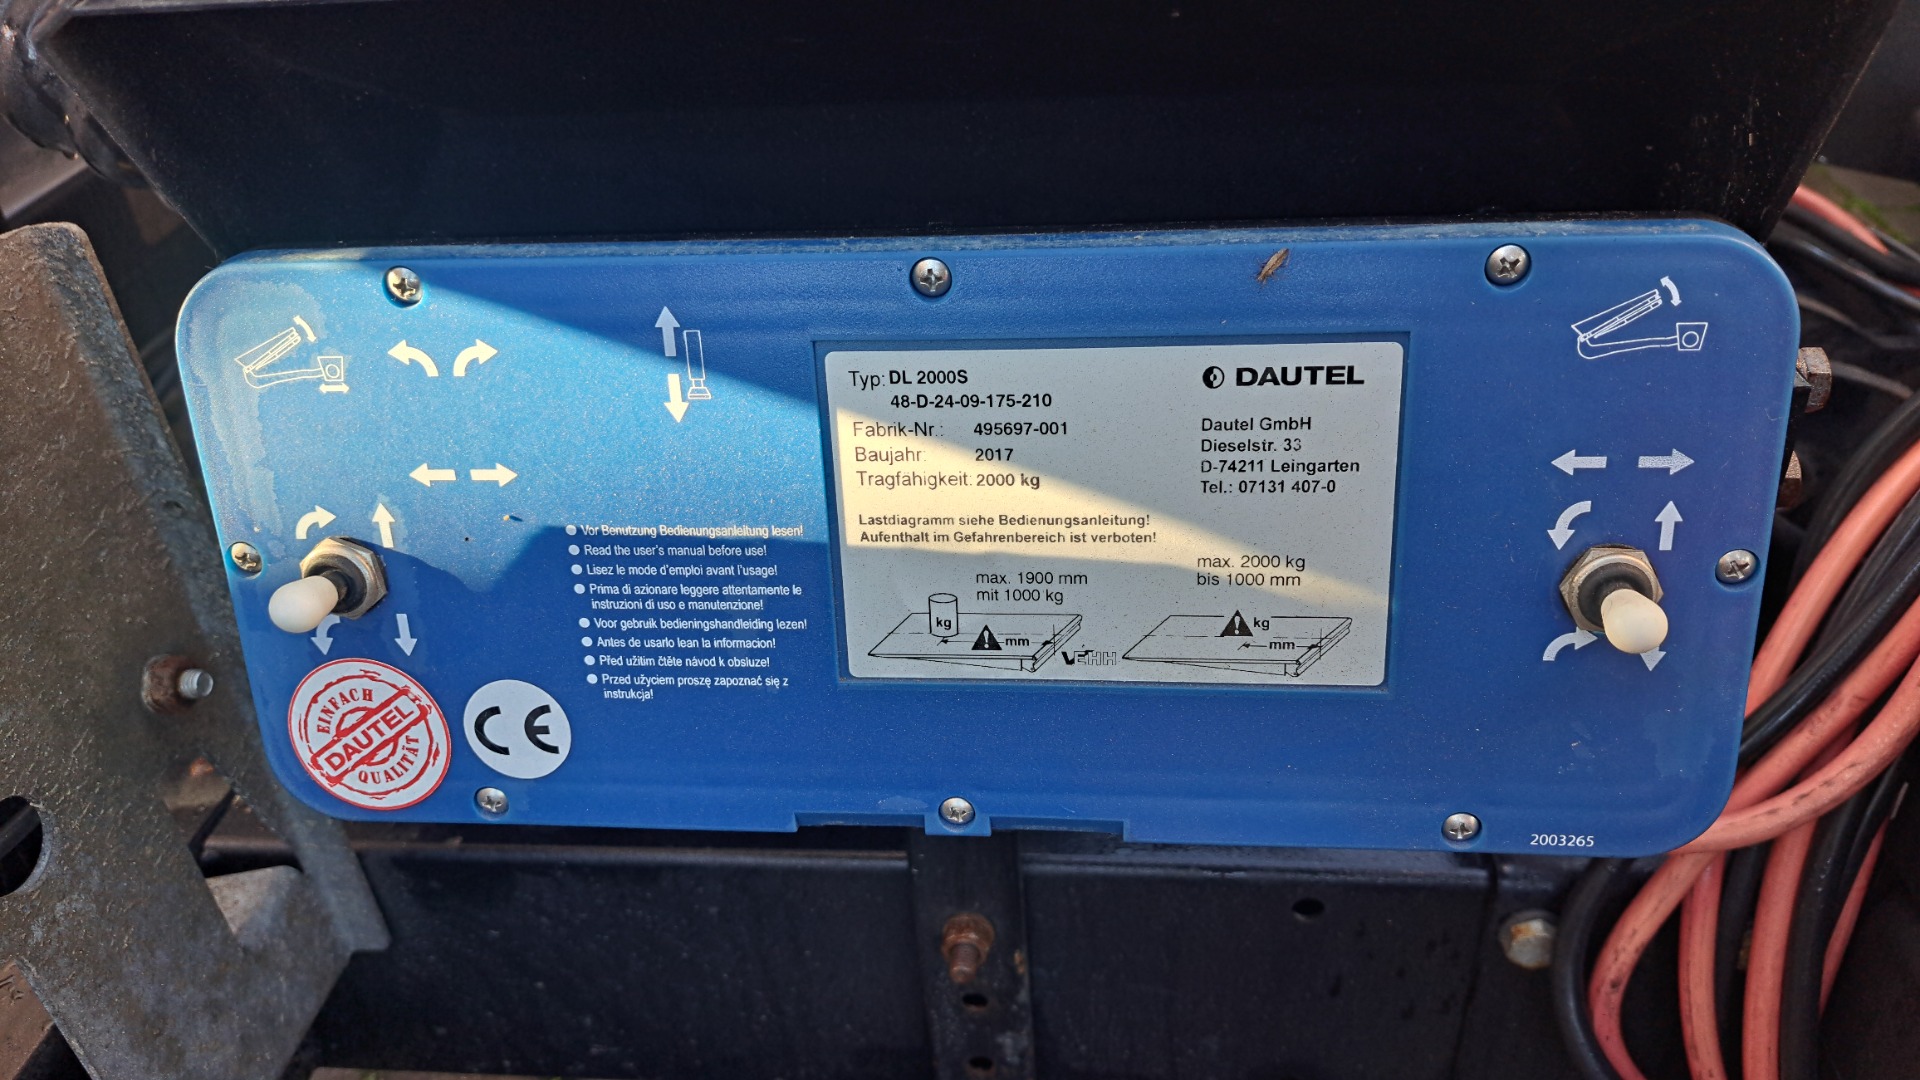 Typ: DL 2000S
48-D-24-09-175-210
Fabrik-Nr.: 495697-001
Baujahr: 2017
Tragfähigkeit: 2000 kg
DAUTEL
Dautel GmbH
Dieselstr. 33
D-74211 Leingarten
Tel.: 07131 407-0
Lastdiagramm siehe Bedienungsanleitung!
Aufenthalt im Gefahrenbereich ist verboten!
max. 1900 mm
mit 1000 kg
kg
mm
max. 2000 kg
bis 1000 mm
kg
mm
VEHH
Vor Benutzung Bedienungsanleitung lesen!
Read the user's manual before use!
Lisez le mode d'emploi avant l'usage!
Prima di azionare leggere attentamente le
instruzioni di uso e manutenzione!
Voor gebruik bedieningshandleiding lezen!
Antes de usarlo lean la informacion!
Před užitim čtěte návod k obsluze!
Przed użyciem proszę zapoznać się z
instrukcja!
EINFACH
DAUTEL
QUALITÄT
CE
2003265